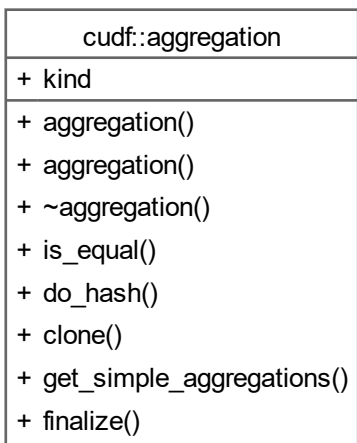 cudf::aggregation
+ kind
+ aggregation()
+ aggregation()
+ ~aggregation()
+ is_equal()
+ do_hash()
+ clone()
+ get_simple_aggregations()
+ finalize()